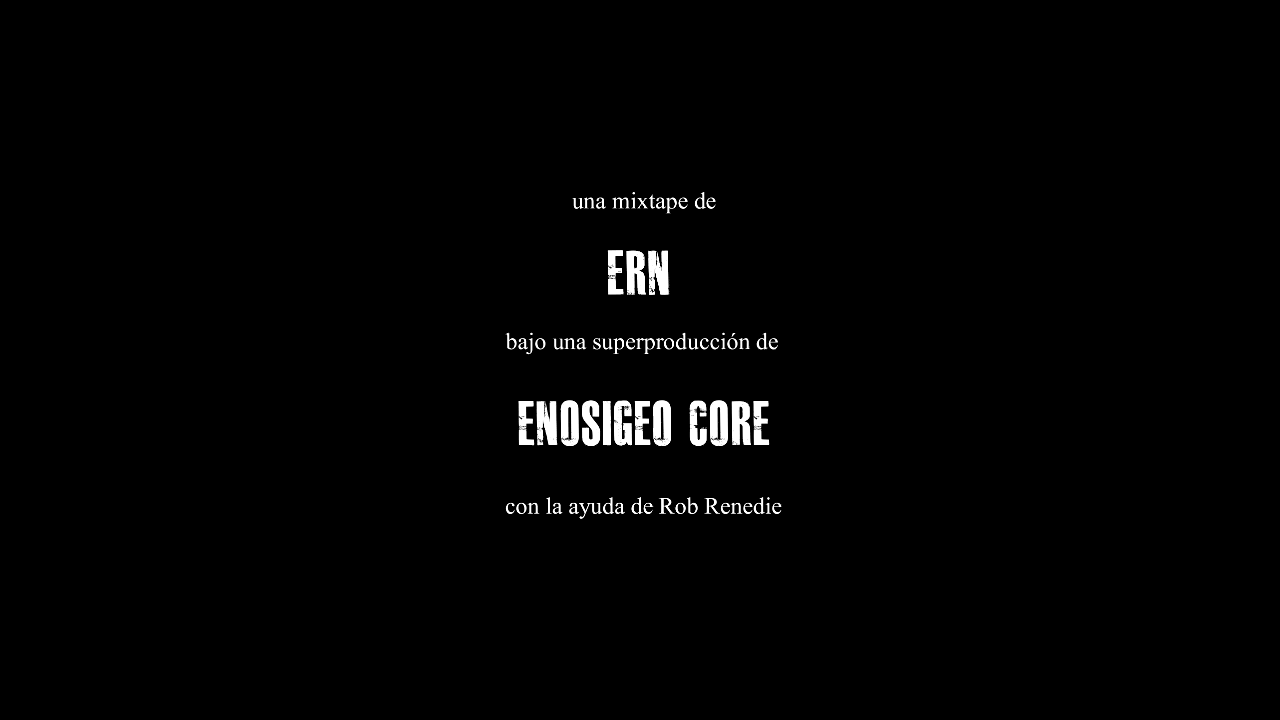 una mixtape de
ERN
bajo una superproducción de
ENOSIGEO CORE
con la ayuda de Rob Renedie